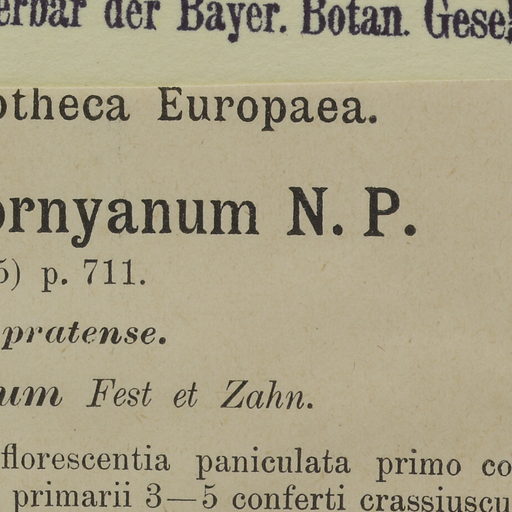 erbar der Bayer. Botan. Gesel
otheca Europaea.
ornyanum N. P.
5) p. 711.
pratense.
um Fest et Zahn.
florescentia paniculata primo co
primarii 3—5 conferti crassiuscu